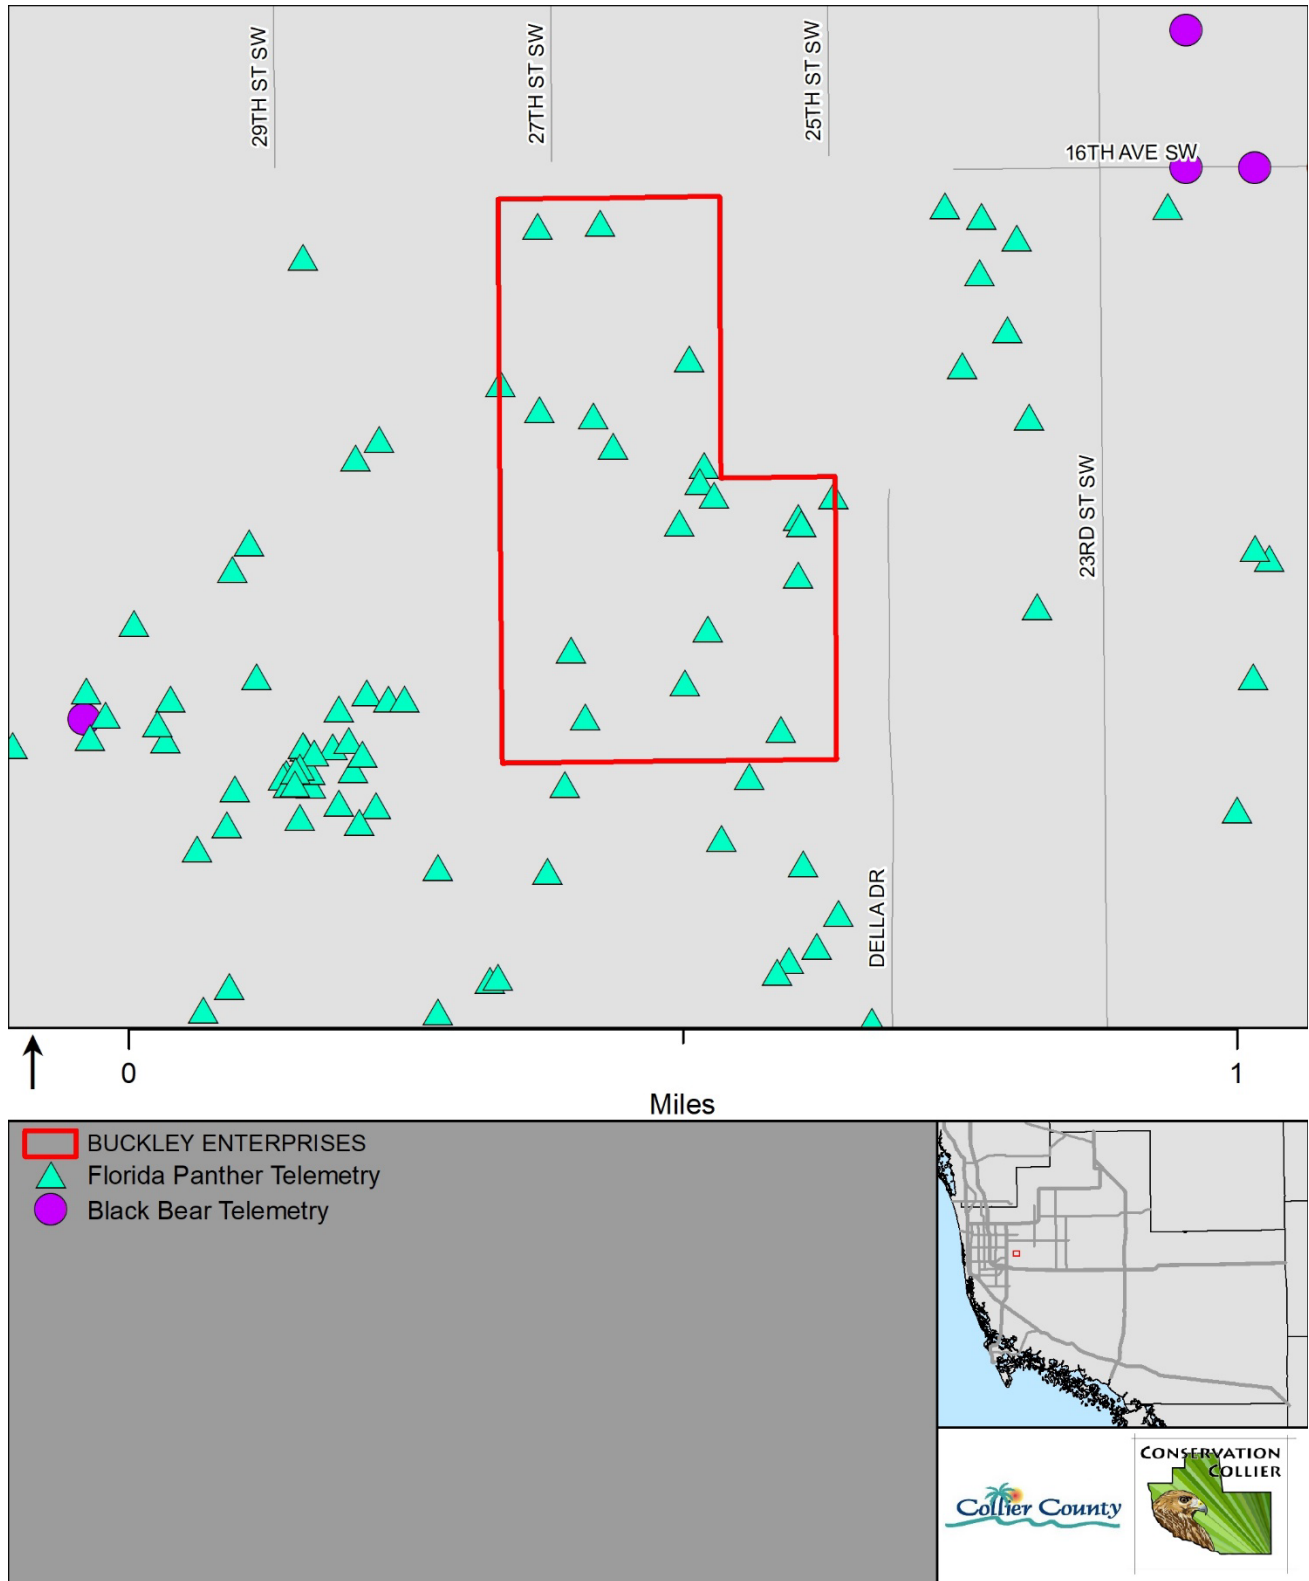 29TH ST SW
27TH ST SW
25TH ST SW
16TH AVE SW
23RD ST SW
DELLA DR
0
1
Miles
BUCKLEY ENTERPRISES
Florida Panther Telemetry
Black Bear Telemetry
CONSERVATION
COLLIER
Collier County